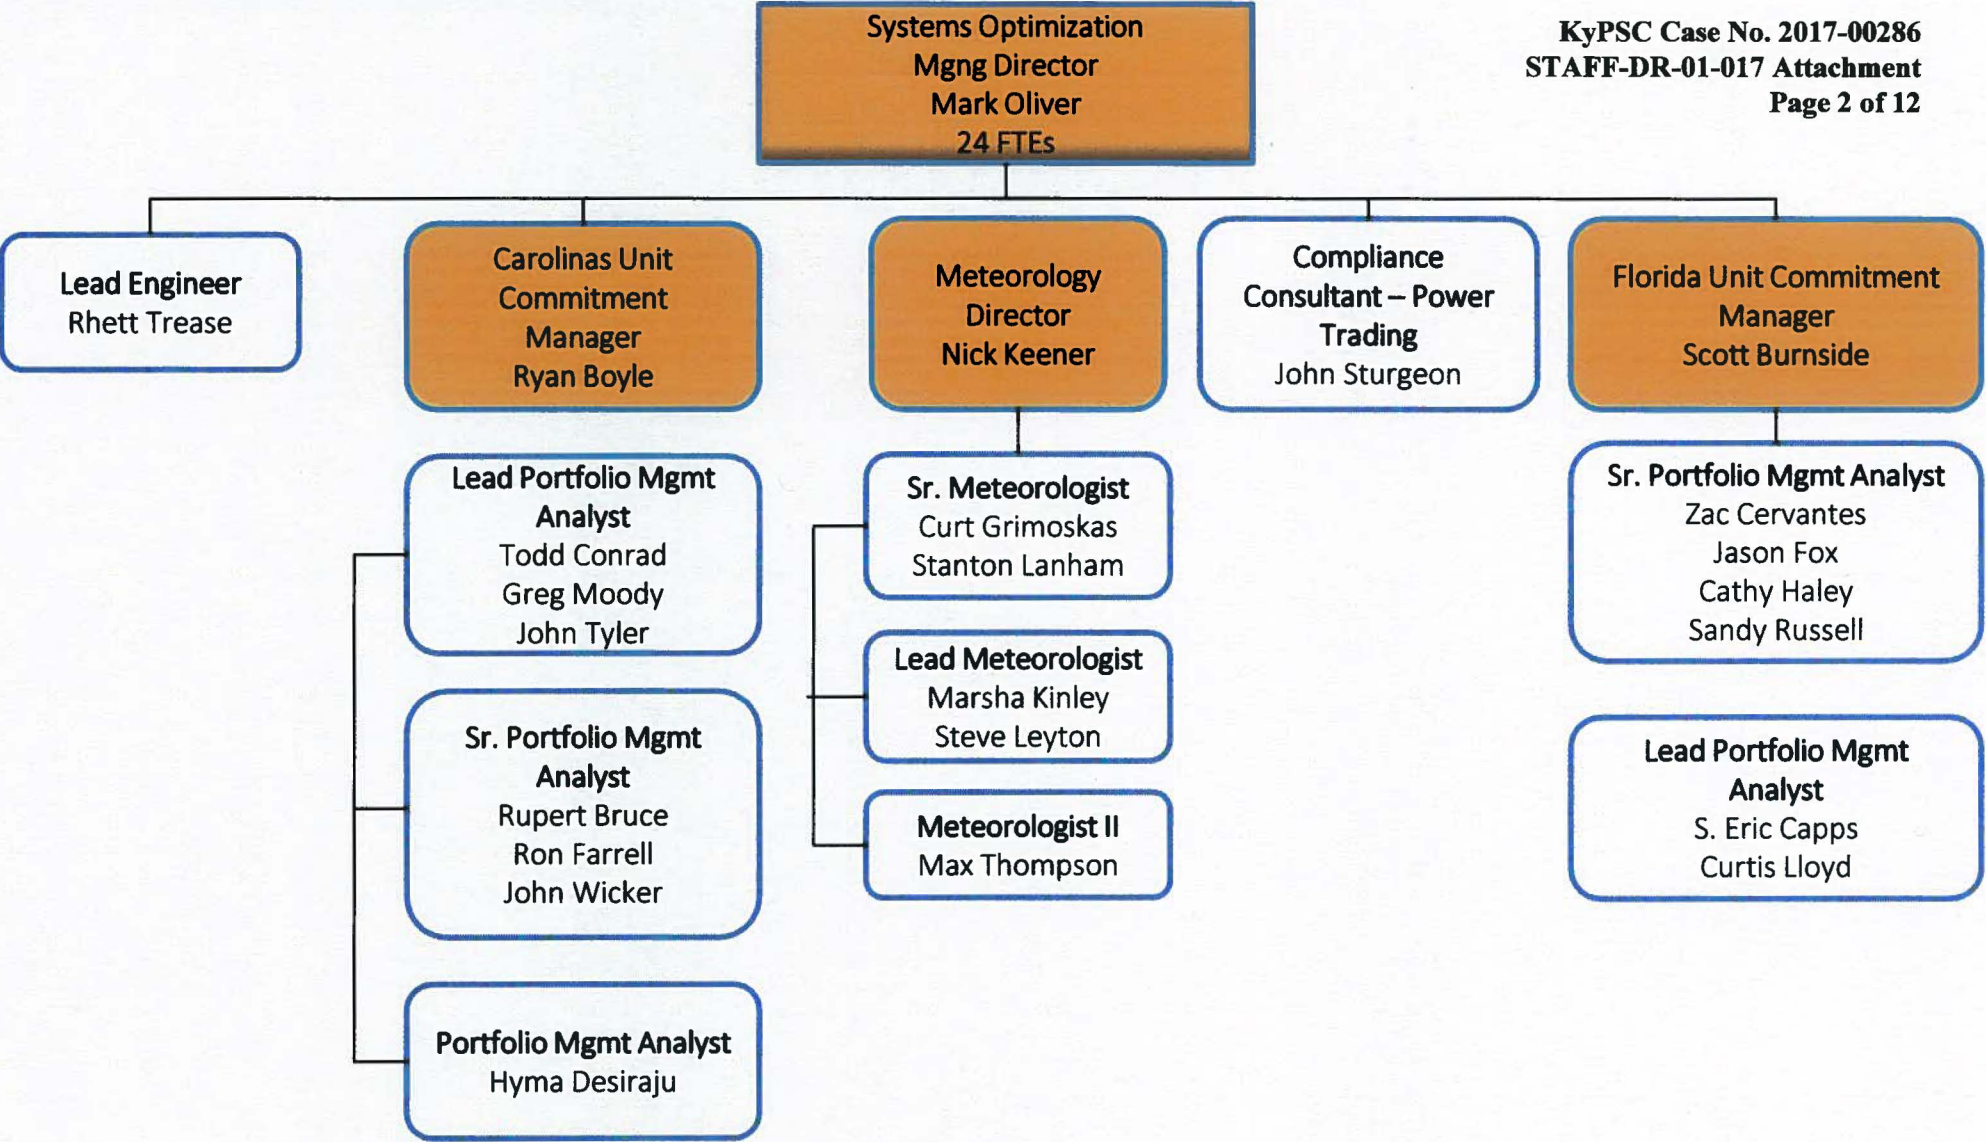 KyPSC Case No. 2017-00286
STAFF-DR-01-017 Attachment
Page 2 of 12
Systems Optimization
Mgng Director
Mark Oliver
24 FTEs
Lead Engineer
Rhett Trease
Carolinas Unit
Commitment
Manager
Ryan Boyle
Meteorology
Director
Nick Keener
Compliance
Consultant – Power
Trading
John Sturgeon
Florida Unit Commitment
Manager
Scott Burnside
Lead Portfolio Mgmt
Analyst
Todd Conrad
Greg Moody
John Tyler
Sr. Portfolio Mgmt
Analyst
Rupert Bruce
Ron Farrell
John Wicker
Portfolio Mgmt Analyst
Hyma Desiraju
Sr. Meteorologist
Curt Grimoskas
Stanton Lanham
Lead Meteorologist
Marsha Kinley
Steve Leyton
Meteorologist II
Max Thompson
Sr. Portfolio Mgmt Analyst
Zac Cervantes
Jason Fox
Cathy Haley
Sandy Russell
Lead Portfolio Mgmt
Analyst
S. Eric Capps
Curtis Lloyd